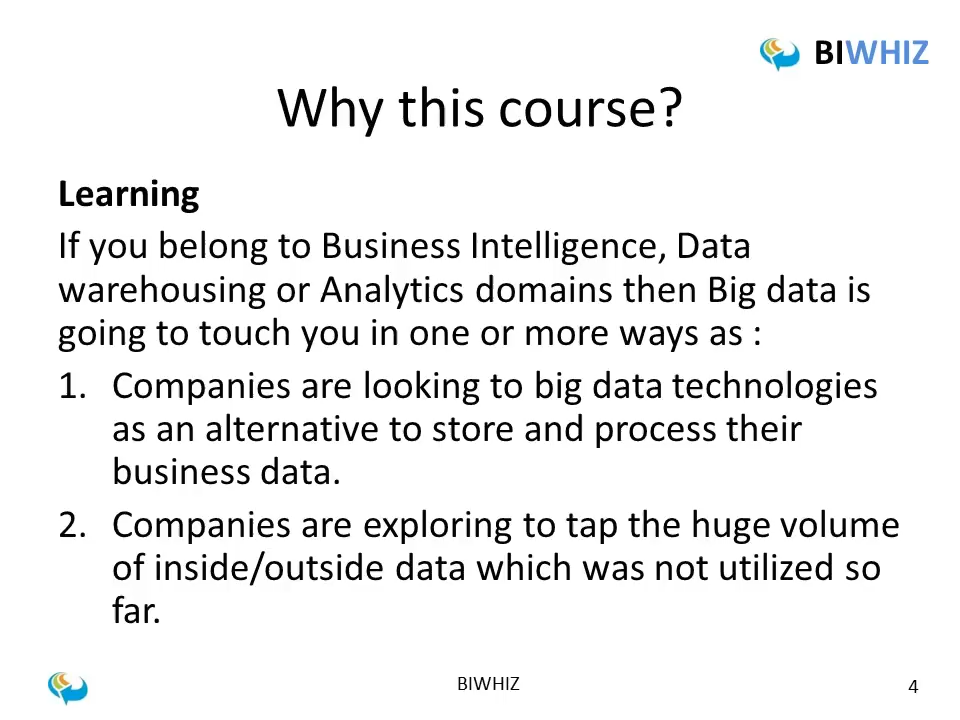 BIWHIZ
Why this course?
Learning
If you belong to Business Intelligence, Data
warehousing or Analytics domains then Big data is
going to touch you in one or more ways as :
1. Companies are looking to big data technologies
as an alternative to store and process their
business data.
2. Companies are exploring to tap the huge volume
of inside/outside data which was not utilized so
far.
BIWHIZ
4